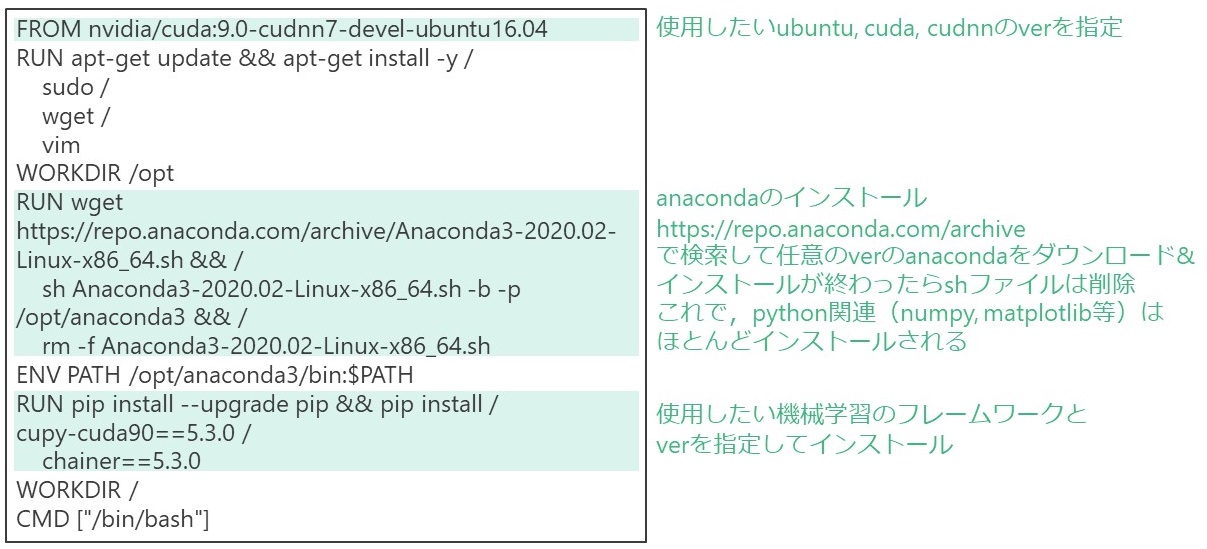 FROM nvidia/cuda:9.0-cudnn7-devel-ubuntu16.04
RUN apt-get update && apt-get install -y /
sudo /
wget /
vim
WORKDIR /opt
RUN wget
https://repo.anaconda.com/archive/Anaconda3-2020.02-
Linux-x86_64.sh && /
sh Anaconda3-2020.02-Linux-x86_64.sh -b -p
/opt/anaconda3 && /
rm -f Anaconda3-2020.02-Linux-x86_64.sh
ENV PATH /opt/anaconda3/bin:$PATH
RUN pip install --upgrade pip && pip install /
cupy-cuda90==5.3.0 /
chainer==5.3.0
WORKDIR /
CMD ["/bin/bash"]
使用したいubuntu, cuda, cudnnのverを指定
anacondaのインストール
https://repo.anaconda.com/archive
で検索して任意のverのanacondaをダウンロード&
インストールが終わったらshファイルは削除
これで，python関連（numpy, matplotlib等）は
ほとんどインストールされる
使用したい機械学習のフレームワークと
verを指定してインストール